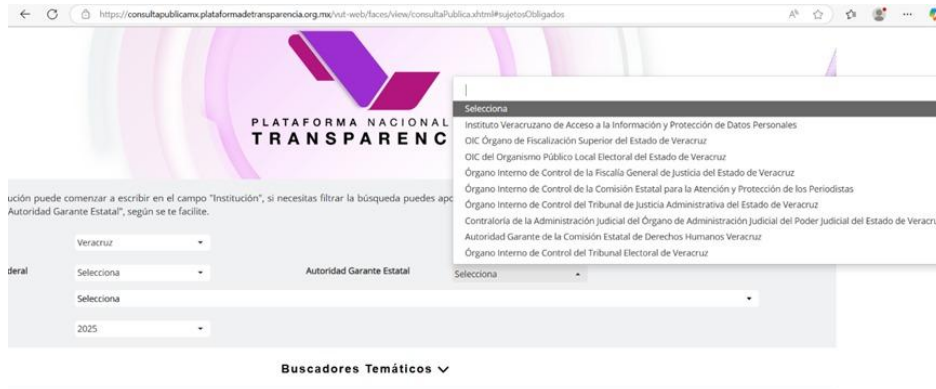 https://consultapublicamx.plataformadetransparencia.org.mx/vut-web/faces/view/consultaPublica.xhtml#sujetosObligados
PLATAFORMA NACIONAL
TRANSPARENC
Selecciona
Instituto Veracruzano de Acceso a la Información y Protección de Datos Personales
OIC Órgano de Fiscalización Superior del Estado de Veracruz
OIC del Organismo Público Local Electoral del Estado de Veracruz
Órgano Interno de Control de la Fiscalía General de Justicia del Estado de Veracruz
Órgano Interno de Control de la Comisión Estatal para la Atención y Protección de los Periodistas
Órgano Interno de Control del Tribunal de Justicia Administrativa del Estado de Veracruz
Contraloría de la Administración Judicial del Órgano de Administración Judicial del Poder Judicial del Estado de Veracru
Autoridad Garante de la Comisión Estatal de Derechos Humanos Veracruz
Órgano Interno de Control del Tribunal Electoral de Veracruz
ución puede comenzar a escribir en el campo "Institución", si necesitas filtrar la búsqueda puedes apo
Autoridad Garante Estatal", según se te facilite.
Veracruz
deral Selecciona Autoridad Garante Estatal Selecciona
Selecciona
2025
Buscadores Temáticos